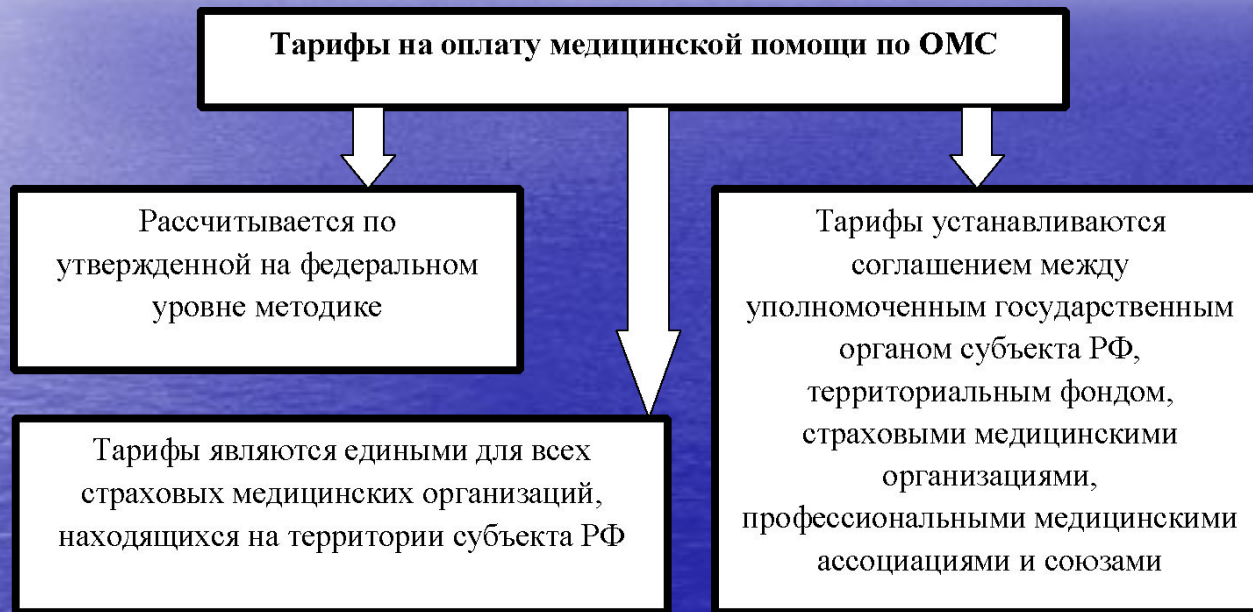 Тарифы на оплату медицинской помощи по ОМС
Рассчитывается по
утвержденной на федеральном
уровне методике
Тарифы являются едиными для всех
страховых медицинских организаций,
находящихся на территории субъекта РФ
Тарифы устанавливаются
соглашением между
уполномоченным государственным
органом субъекта РФ,
территориальным фондом,
страховыми медицинскими
организациями,
профессиональными медицинскими
ассоциациями и союзами